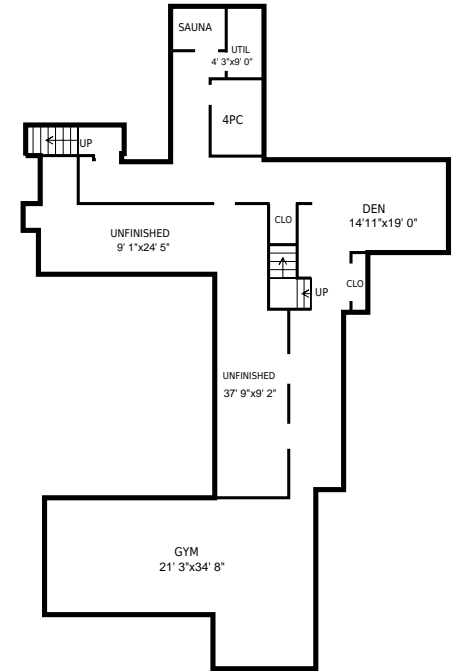 SAUNA
UTIL
4' 3"x9' 0"
4PC
UP
DEN
14'11"x19' 0"
CLO
UNFINISHED
9' 1"x24' 5"
CLO
UP
UNFINISHED
37' 9"x9' 2"
GYM
21' 3"x34' 8"